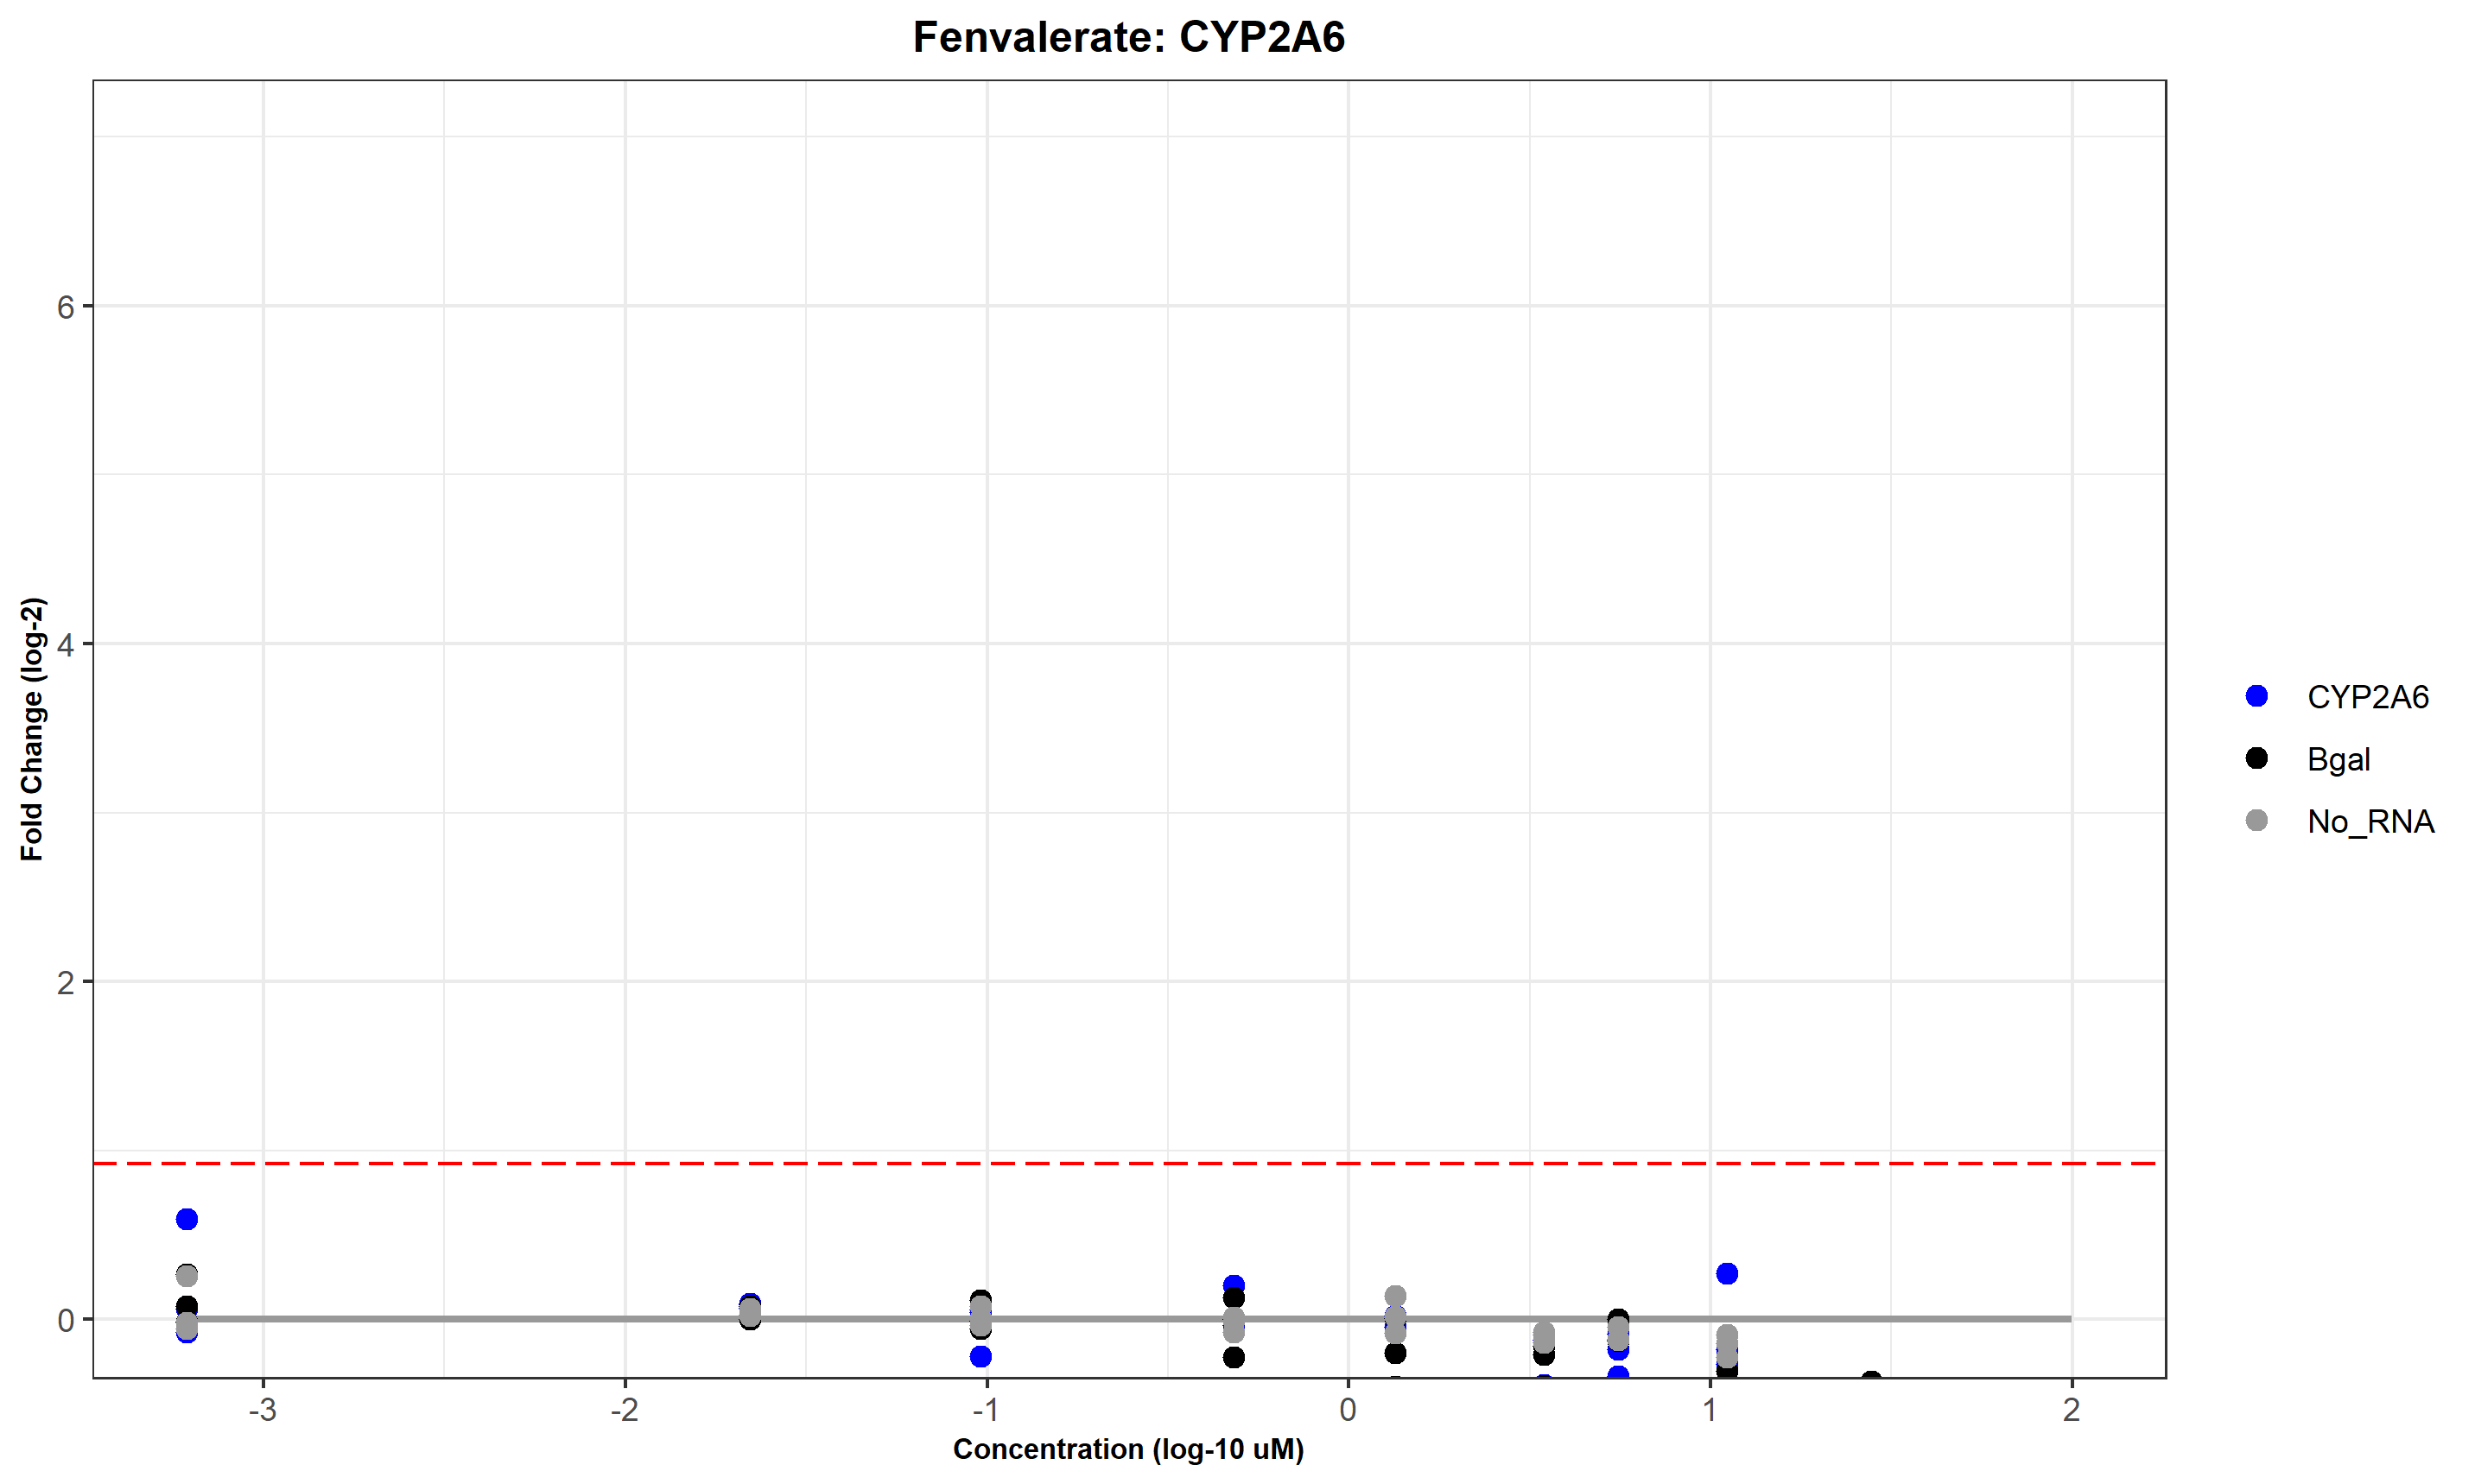 Fenvalerate: CYP2A6
Fold Change (log-2)
6
4
2
0
-3
-2
-1
0
1
2
Concentration (log-10 uM)
CYP2A6
Bgal
No_RNA